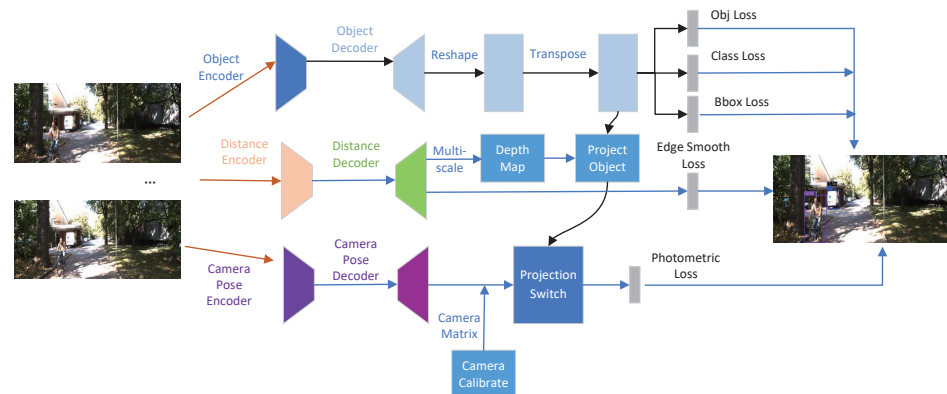 Object
Encoder
Object
Decoder
Reshape
Transpose
Obj Loss
Class Loss
Bbox Loss
Distance
Encoder
Distance
Decoder
Multi-
scale
Depth
Map
Project
Object
Edge Smooth
Loss
...
Camera
Pose
Encoder
Camera
Pose
Decoder
Projection
Switch
Photometric
Loss
Camera
Matrix
Camera
Calibrate